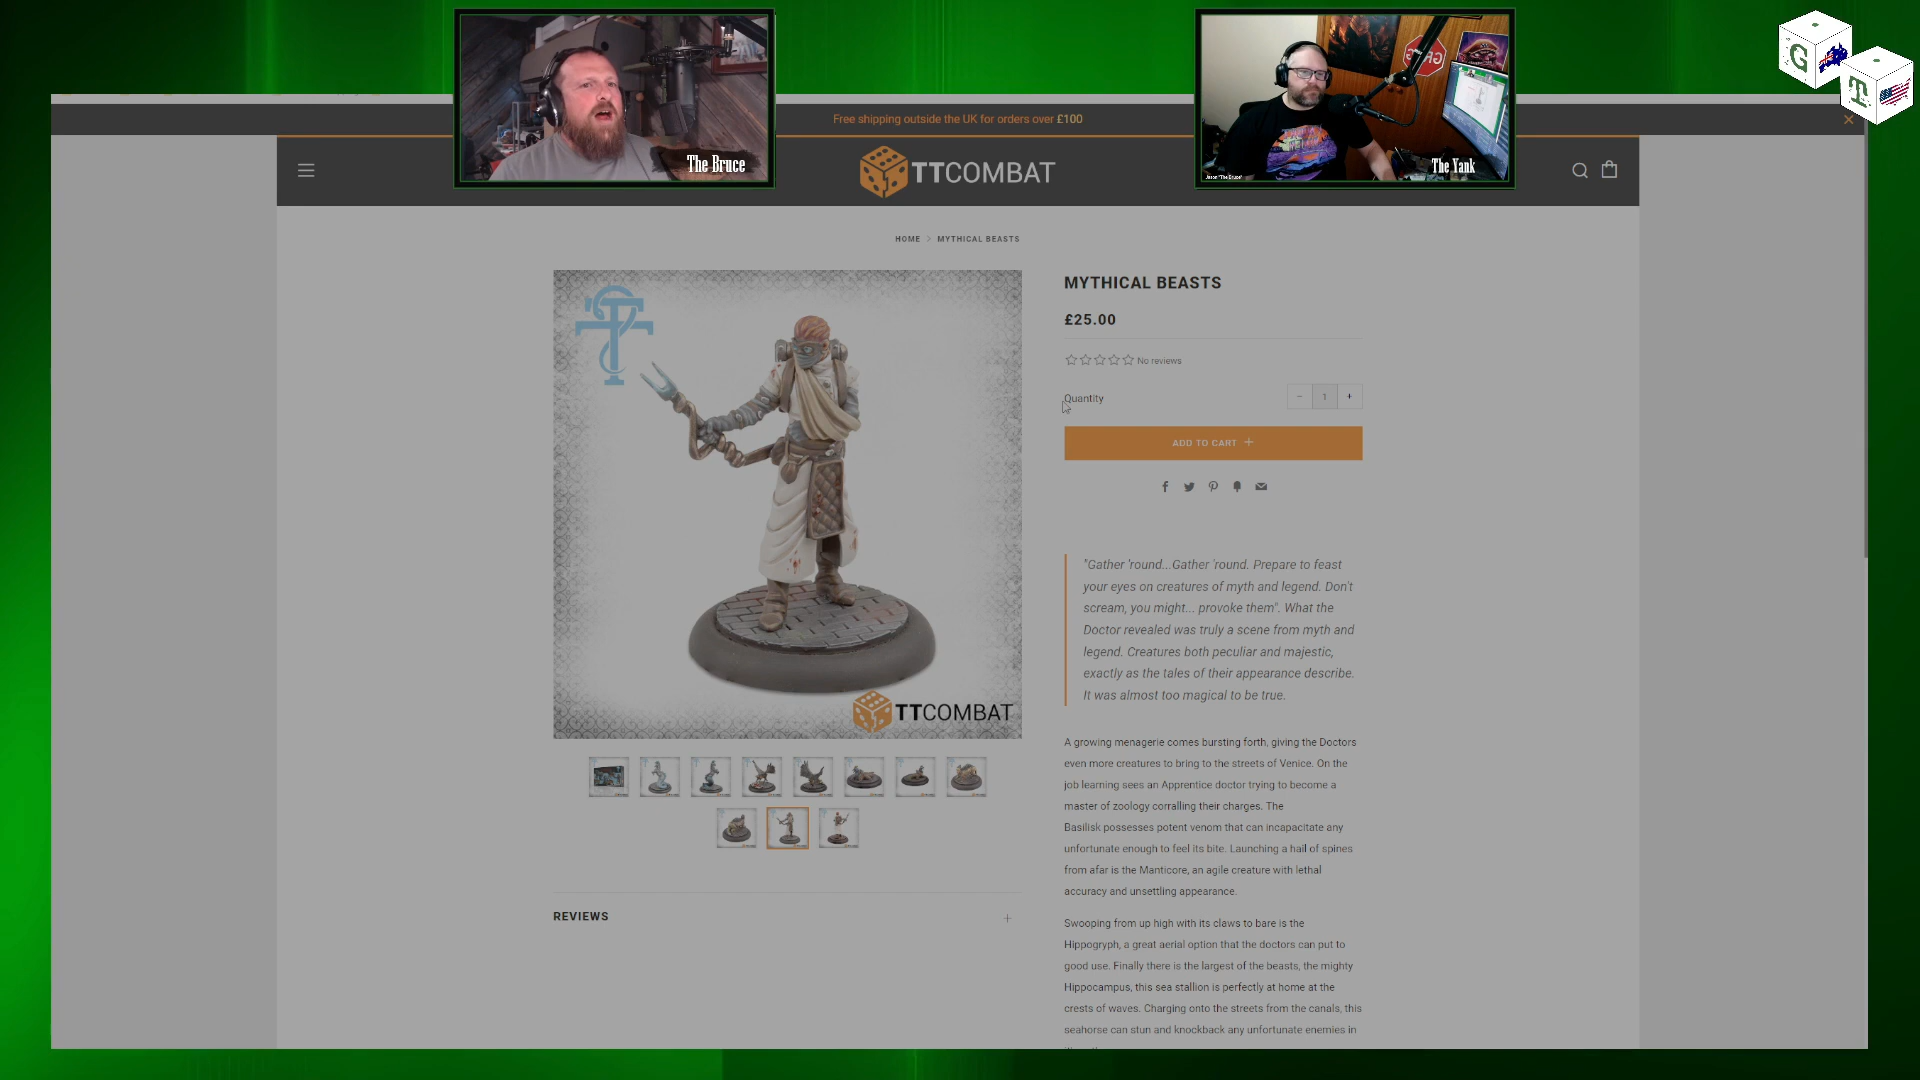 The Bruce
The Yank
Jason "The Bruce"
G
T
Free shipping outside the UK for orders over £100
TTCOMBAT
HOME > MYTHICAL BEASTS
MYTHICAL BEASTS
£25.00
No reviews
Quantity
- 1 +
ADD TO CART +
"Gather 'round...Gather 'round. Prepare to feast
your eyes on creatures of myth and legend. Don't
scream, you might... provoke them". What the
Doctor revealed was truly a scene from myth and
legend. Creatures both peculiar and majestic,
exactly as the tales of their appearance describe.
It was almost too magical to be true.
TTCOMBAT
A growing menagerie comes bursting forth, giving the Doctors
even more creatures to bring to the streets of Venice. On the
job learning sees an Apprentice doctor trying to become a
master of zoology corralling their charges. The
Basilisk possesses potent venom that can incapacitate any
unfortunate enough to feel its bite. Launching a hail of spines
from afar is the Manticore, an agile creature with lethal
accuracy and unsettling appearance.
REVIEWS +
Swooping from up high with its claws to bare is the
Hippogryph, a great aerial option that the doctors can put to
good use. Finally there is the largest of the beasts, the mighty
Hippocampus, this sea stallion is perfectly at home at the
crests of waves. Charging onto the streets from the canals, this
seahorse can stun and knockback any unfortunate enemies in